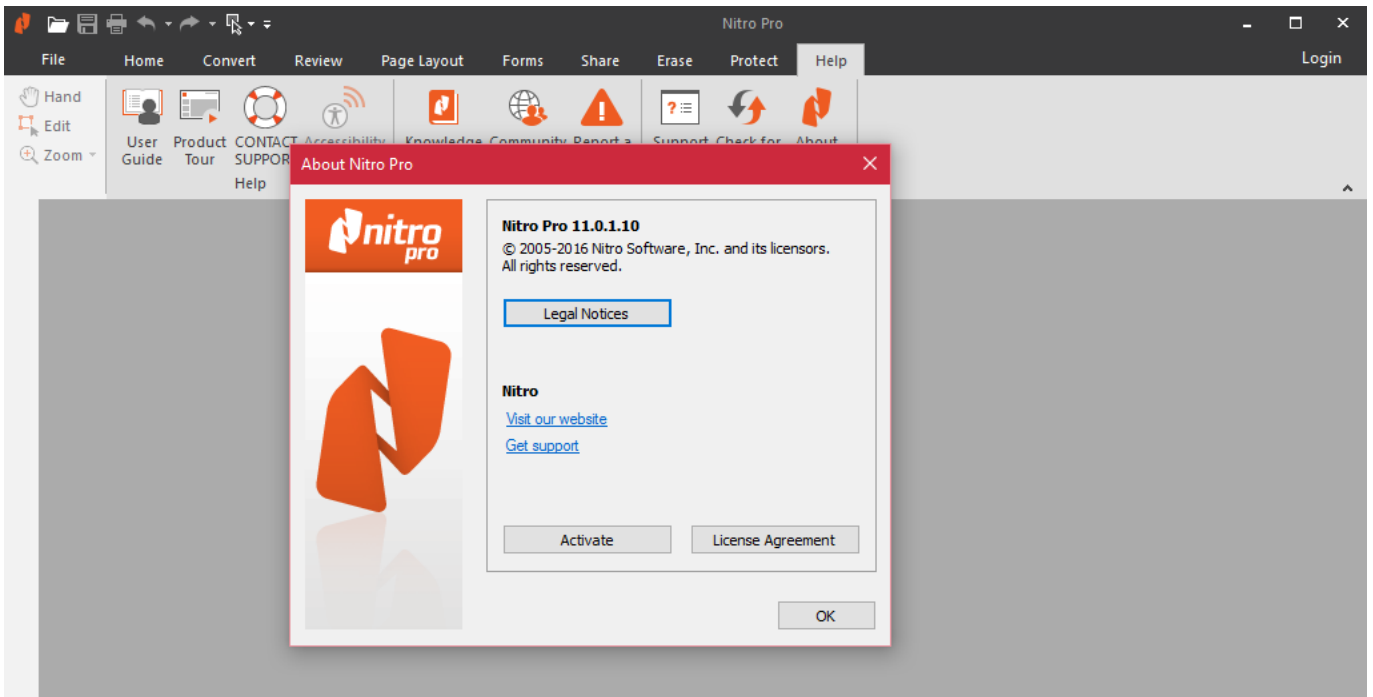 Nitro Pro
File
Home
Convert
Review
Page Layout
Forms
Share
Erase
Protect
Help
Login
Hand
Edit
Zoom
User
Guide
Product
Tour
CONTACT
SUPPOR
Accessibility
Knowledge
Community
Report a
Support
Check for
About
Help
About Nitro Pro
nitro
pro
Nitro Pro 11.0.1.10
© 2005-2016 Nitro Software, Inc. and its licensors.
All rights reserved.
Legal Notices
Nitro
Visit our website
Get support
Activate
License Agreement
OK